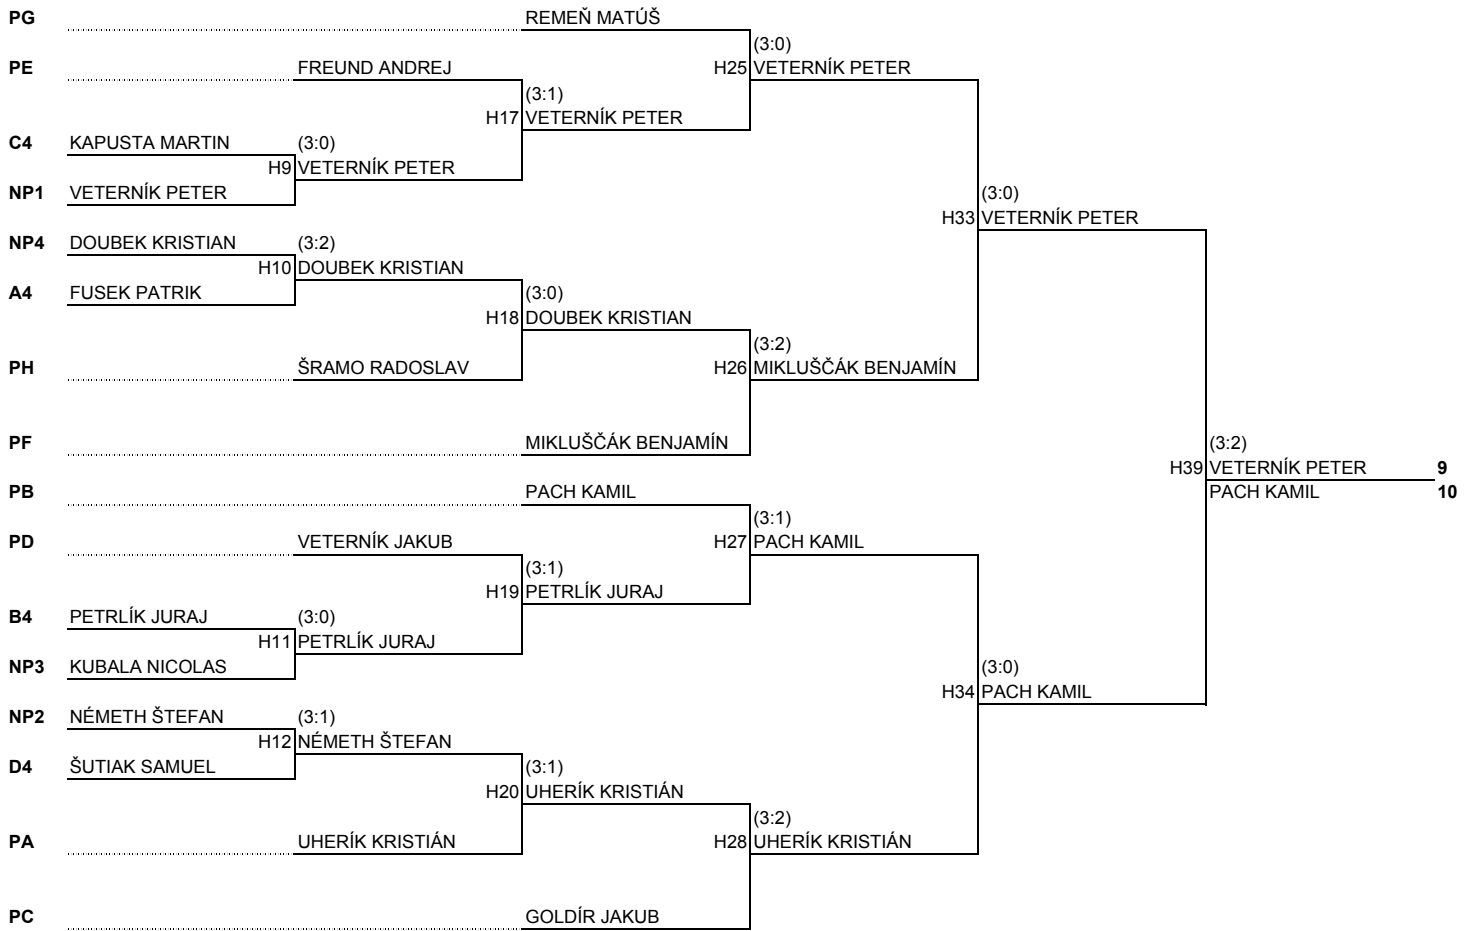 PG REMEŇ MATÚŠ
(3:0)
PE FREUND ANDREJ H25 VETERNÍK PETER
(3:1)
H17 VETERNÍK PETER
C4 KAPUSTA MARTIN (3:0)
H9 VETERNÍK PETER
NP1 VETERNÍK PETER (3:0)
H33 VETERNÍK PETER
NP4 DOUBEK KRISTIAN (3:2)
H10 DOUBEK KRISTIAN
A4 FUSEK PATRIK (3:0)
H18 DOUBEK KRISTIAN
(3:2)
PH ŠRAMO RADOSLAV H26 MIKLUŠČÁK BENJAMÍN
PF MIKLUŠČÁK BENJAMÍN (3:2)
H39 VETERNÍK PETER 9
PB PACH KAMIL PACH KAMIL 10
(3:1)
PD VETERNÍK JAKUB H27 PACH KAMIL
(3:1)
H19 PETRLÍK JURAJ
B4 PETRLÍK JURAJ (3:0)
H11 PETRLÍK JURAJ
NP3 KUBALA NICOLAS (3:0)
H34 PACH KAMIL
NP2 NÉMETH ŠTEFAN (3:1)
H12 NÉMETH ŠTEFAN
D4 ŠUTIAK SAMUEL (3:1)
H20 UHERÍK KRISTIÁN
(3:2)
PA UHERÍK KRISTIÁN H28 UHERÍK KRISTIÁN
PC GOLDÍR JAKUB